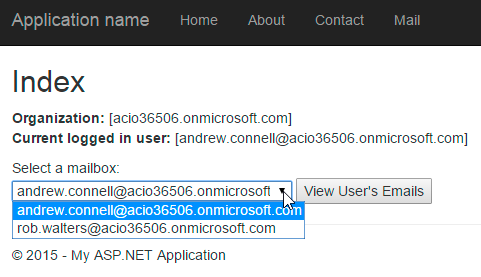 Application name Home About Contact Mail
Index
Organization: [acio36506.onmicrosoft.com]
Current logged in user: [andrew.connell@acio36506.onmicrosoft.com]
Select a mailbox:
andrew.connell@acio36506.onmicrosoft View User's Emails
andrew.connell@acio36506.onmicrosoft.com
rob.walters@acio36506.onmicrosoft.com
© 2015 - My ASP.NET Application